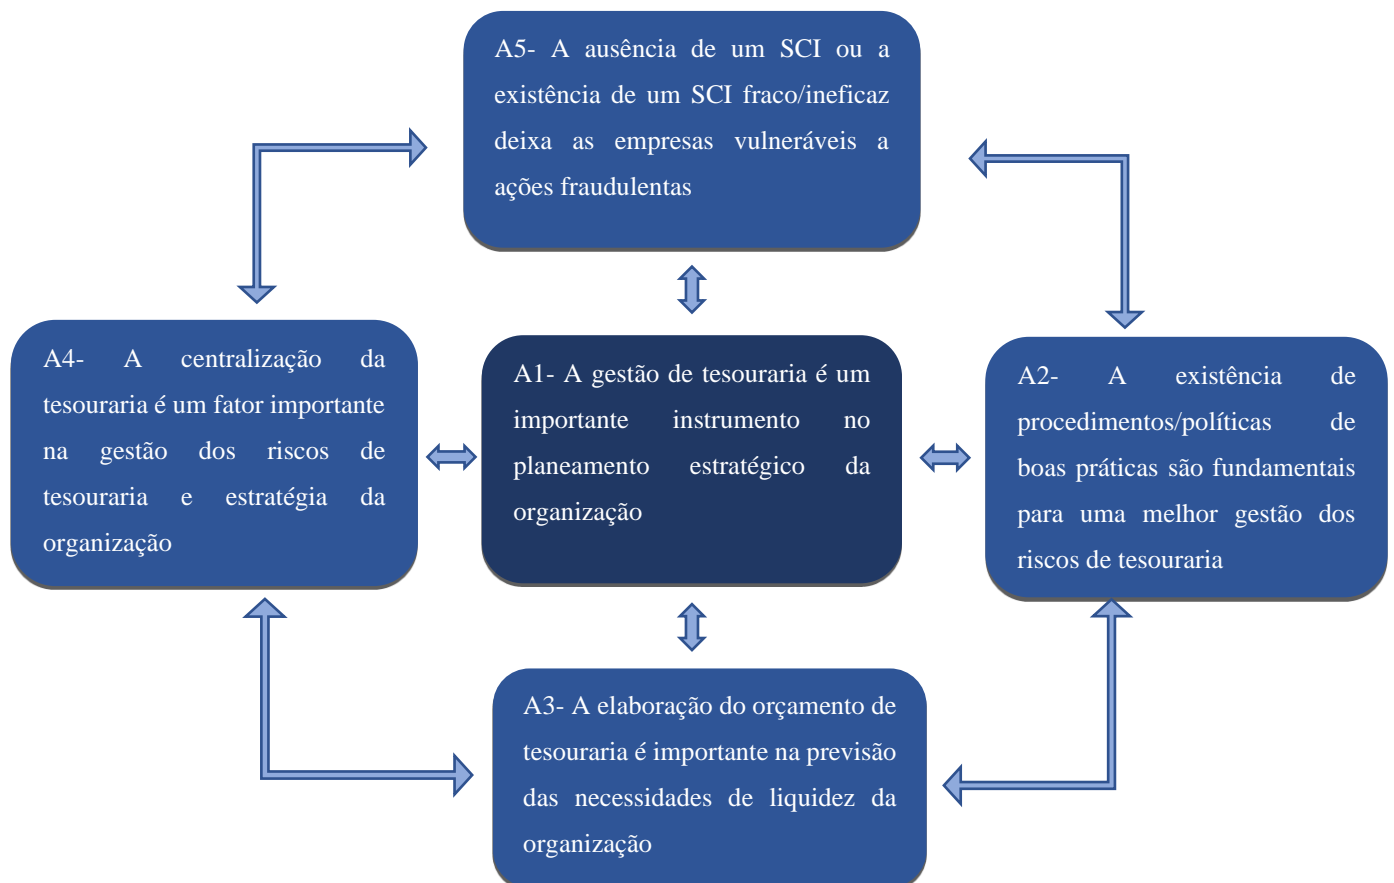 A5- A ausência de um SCI ou a
existência de um SCI fraco/ineficaz
deixa as empresas vulneráveis a
ações fraudulentas
A4- A centralização da
tesouraria é um fator importante
na gestão dos riscos de
tesouraria e estratégia da
organização
A1- A gestão de tesouraria é um
importante instrumento no
planeamento estratégico da
organização
A2- A existência de
procedimentos/políticas de
boas práticas são fundamentais
para uma melhor gestão dos
riscos de tesouraria
A3- A elaboração do orçamento de
tesouraria é importante na previsão
das necessidades de liquidez da
organização